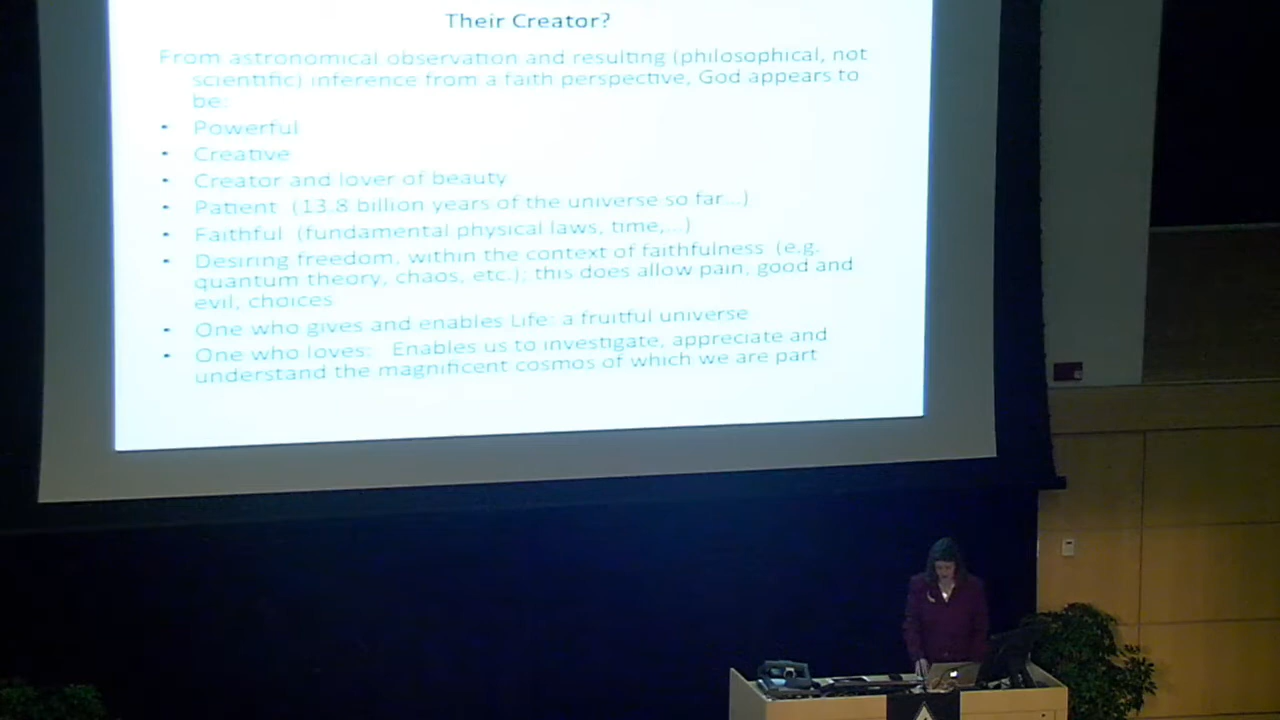 Their Creator?
From astronomical observation and resulting (philosophical, not
scientific) inference from a faith perspective, God appears to
be:
• Powerful
• Creative
• Creator and lover of beauty
• Patient (13.8 billion years of the universe so far...)
• Faithful (fundamental physical laws, time,...)
• Desiring freedom, within the context of faithfulness (e.g.
quantum theory, chaos, etc.); this does allow pain, good and
evil, choices
• One who gives and enables Life: a fruitful universe
• One who loves: Enables us to investigate, appreciate and
understand the magnificent cosmos of which we are part